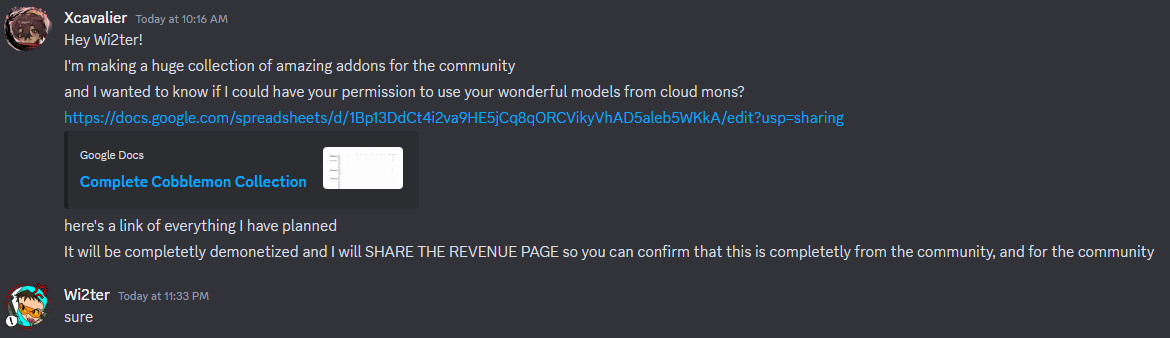 Xcavalier Today at 10:16 AM
Hey Wi2ter!
I'm making a huge collection of amazing addons for the community
and I wanted to know if I could have your permission to use your wonderful models from cloud mons?
https://docs.google.com/spreadsheets/d/1Bp13DdCt4i2va9HE5jCq8qORCVikyVhAD5aleb5WKkA/edit?usp=sharing
Google Docs
Complete Cobblemon Collection
here's a link of everything I have planned
It will be completetly demonetized and I will SHARE THE REVENUE PAGE so you can confirm that this is completetly from the community, and for the community
Wi2ter Today at 11:33 PM
sure